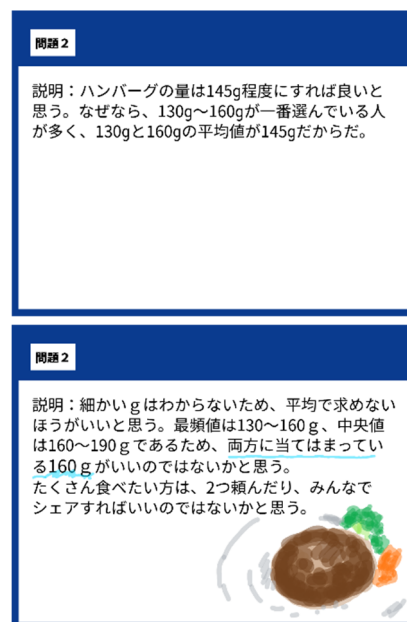 問題２
説明：ハンバーグの量は145g程度にすれば良いと
思う。なぜなら、130g〜160gが一番選んでいる人
が多く、130gと160gの平均値が145gだからだ。
問題２
説明：細かいｇはわからないため、平均で求めない
ほうがいいと思う。最頻値は130〜160ｇ、中央値
は160〜190ｇであるため、両方に当てはまってい
る160ｇがいいのではないかと思う。
たくさん食べたい方は、2つ頼んだり、みんなで
シェアすればいいのではないかと思う。